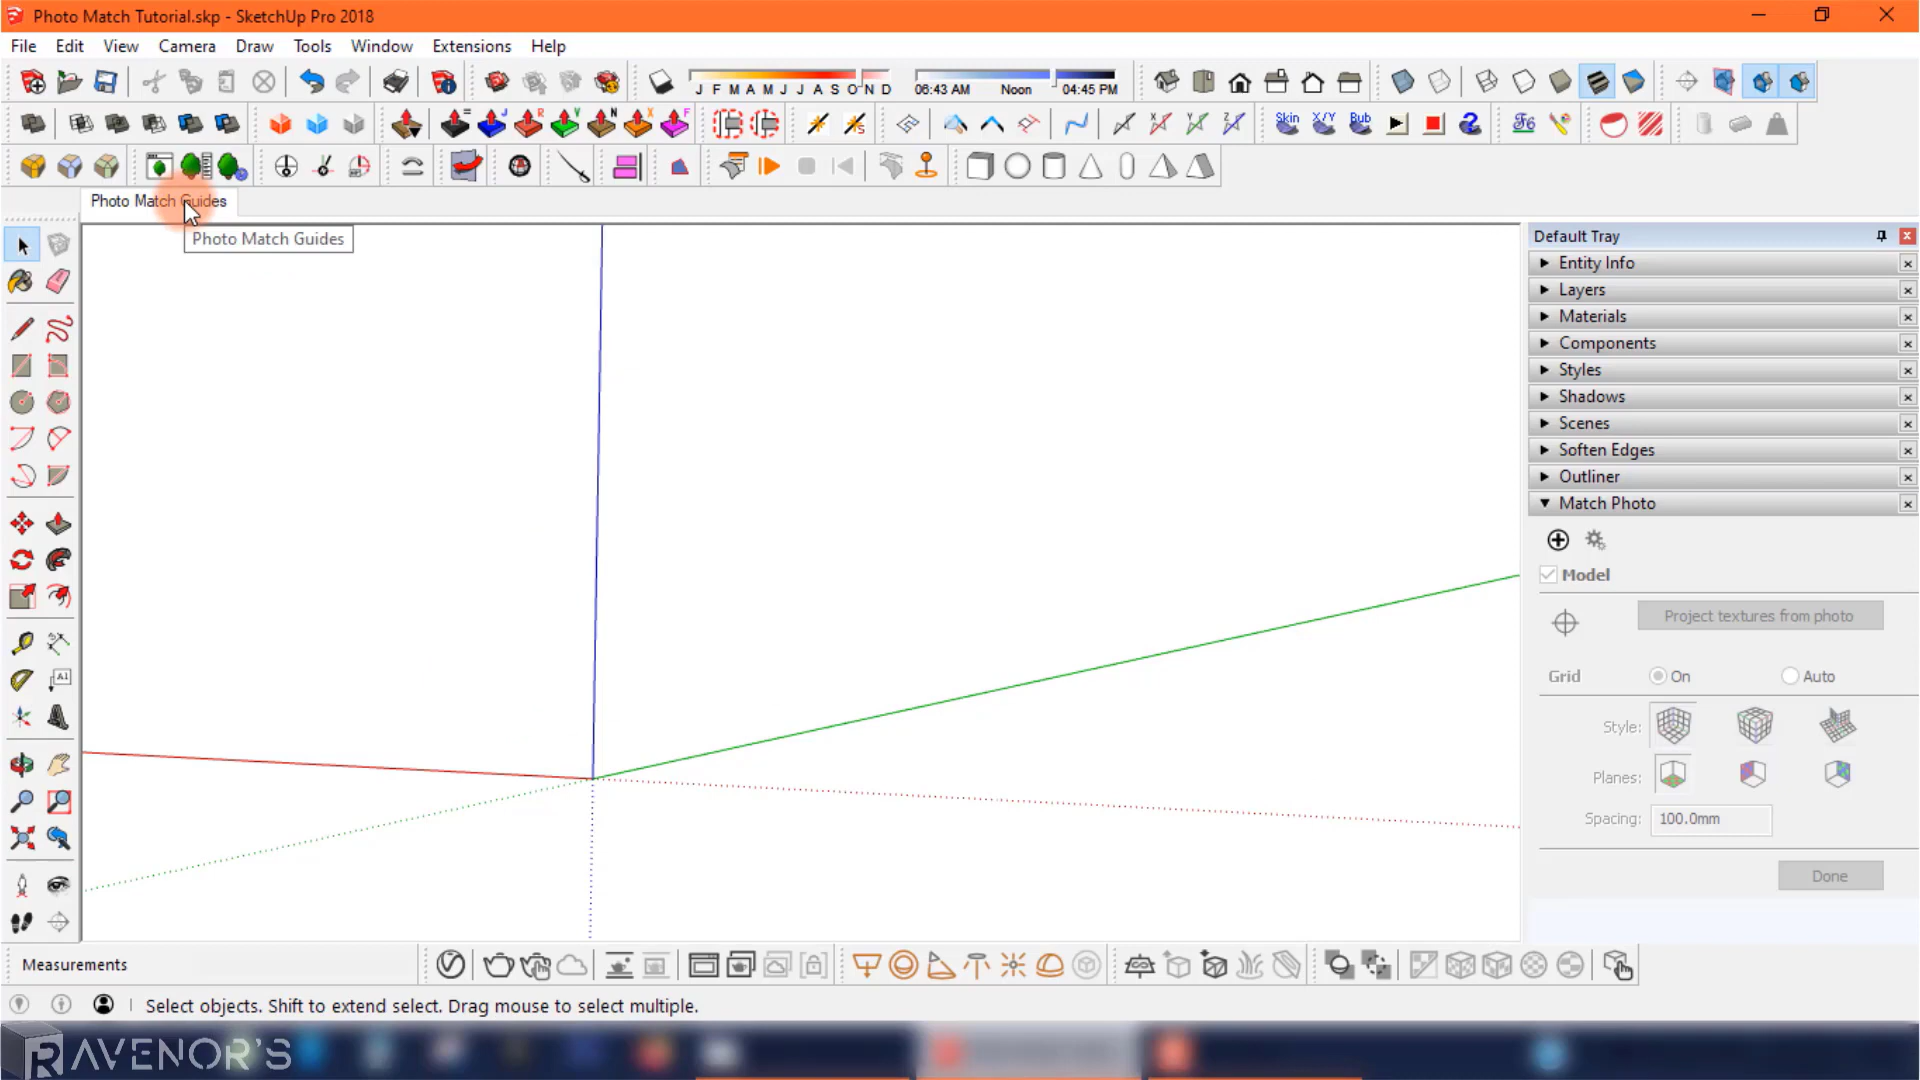 Photo Match Tutorial.skp - SketchUp Pro 2018
File Edit View Camera Draw Tools Window Extensions Help
J F M A M J J A S O N D
06:43 AM Noon 04:45 PM
= J R V N X F
Skin X/Y Bub
Photo Match Guides
Photo Match Guides
Default Tray
Entity Info
Layers
Materials
Components
Styles
Shadows
Scenes
Soften Edges
Outliner
Match Photo
Model
Project textures from photo
Grid On Auto
Style:
Planes:
Spacing: 100.0mm
Done
A1
Measurements
Select objects. Shift to extend select. Drag mouse to select multiple.
RAVENOR'S